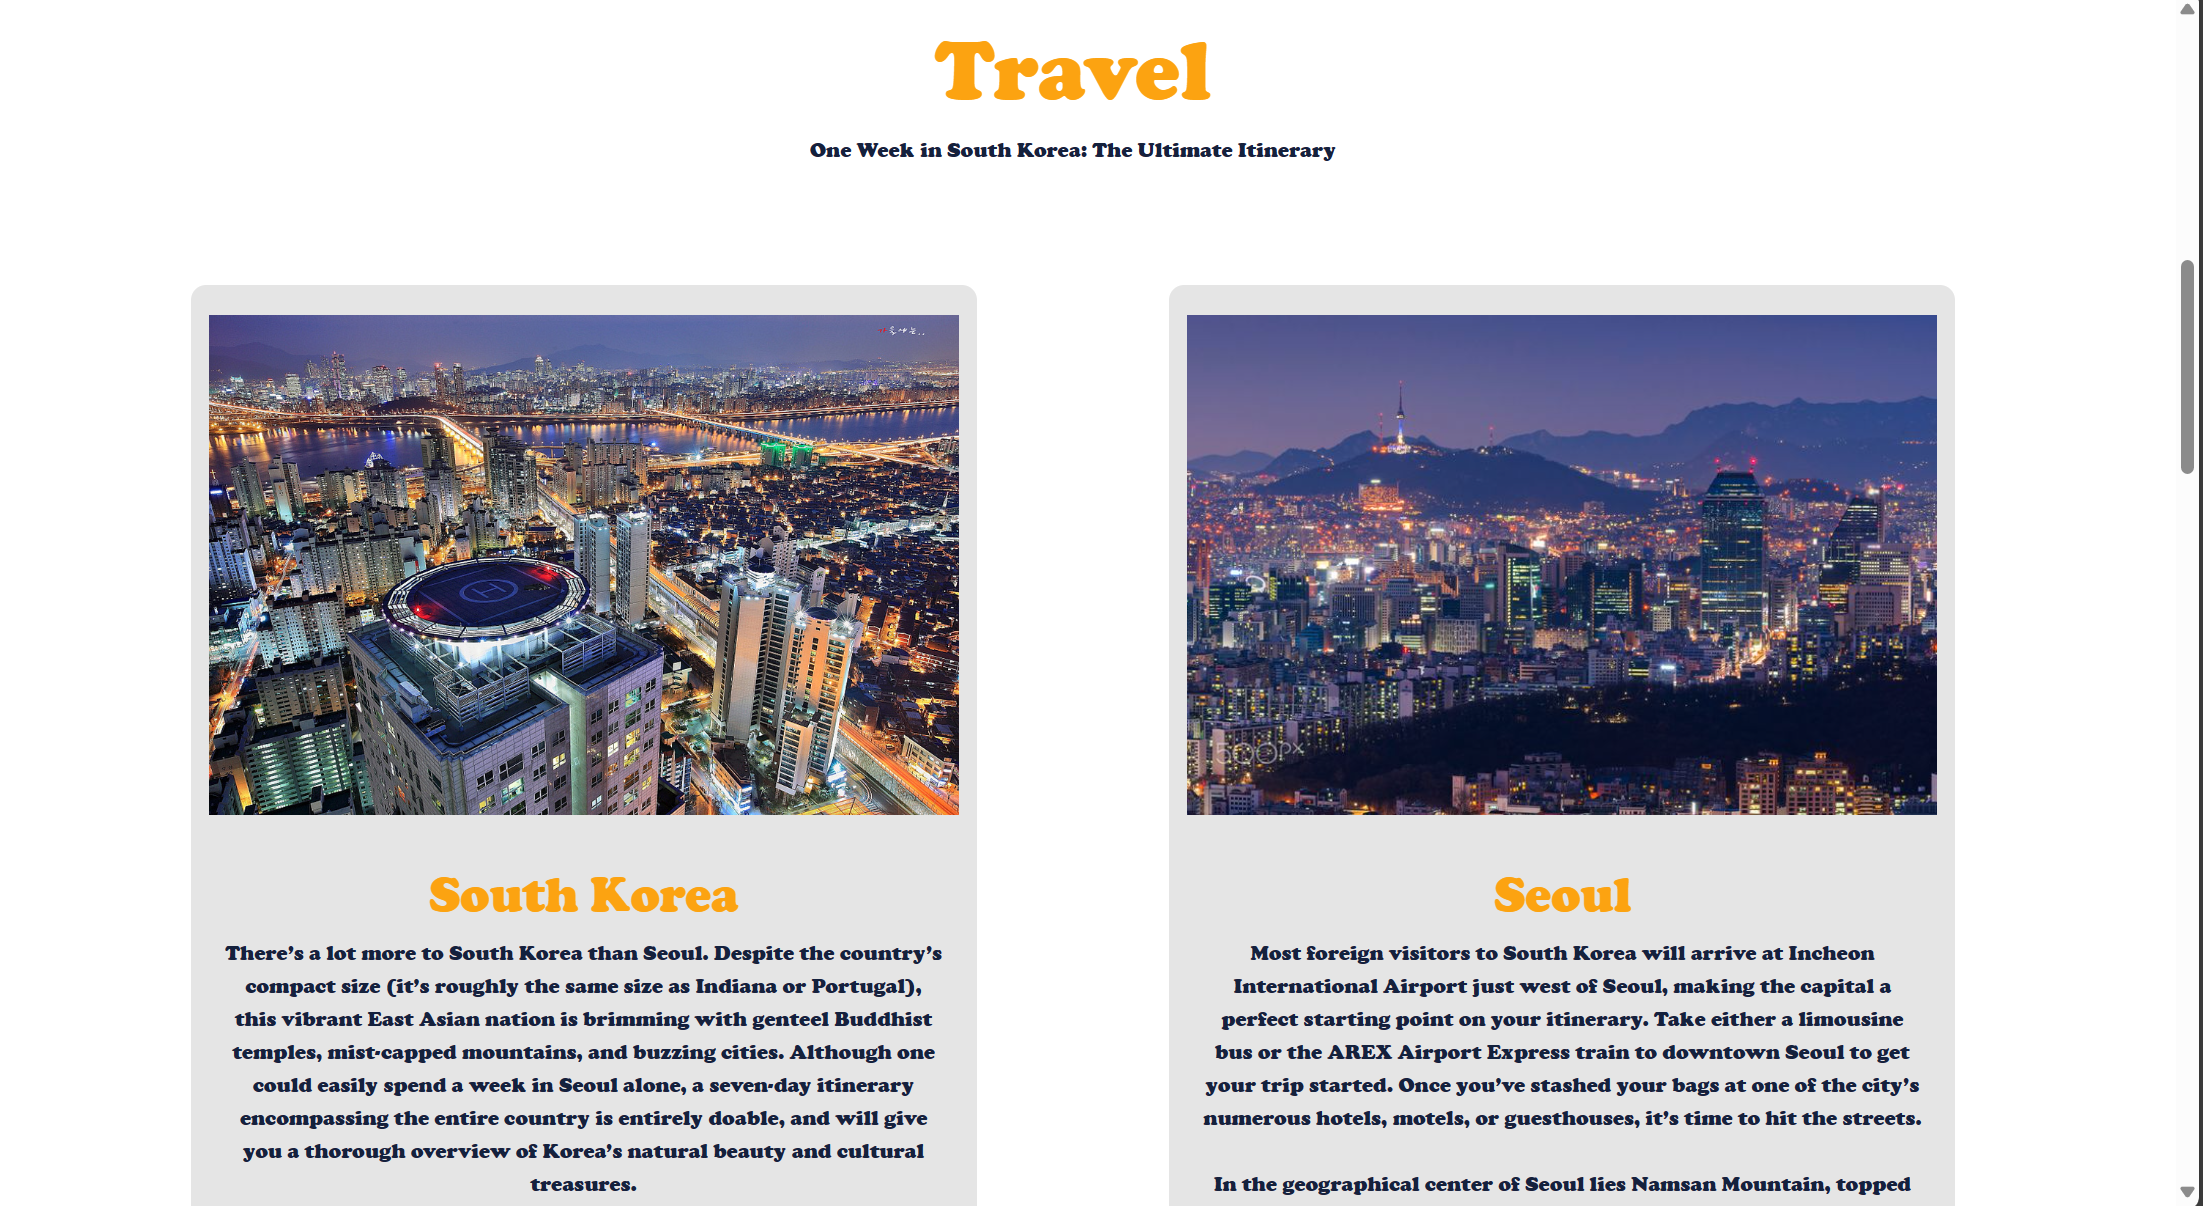 Travel
One Week in South Korea: The Ultimate Itinerary
H
500px
South Korea
There’s a lot more to South Korea than Seoul. Despite the country’s
compact size (it’s roughly the same size as Indiana or Portugal),
this vibrant East Asian nation is brimming with genteel Buddhist
temples, mist-capped mountains, and buzzing cities. Although one
could easily spend a week in Seoul alone, a seven-day itinerary
encompassing the entire country is entirely doable, and will give
you a thorough overview of Korea’s natural beauty and cultural
treasures.
Seoul
Most foreign visitors to South Korea will arrive at Incheon
International Airport just west of Seoul, making the capital a
perfect starting point on your itinerary. Take either a limousine
bus or the AREX Airport Express train to downtown Seoul to get
your trip started. Once you’ve stashed your bags at one of the city’s
numerous hotels, motels, or guesthouses, it’s time to hit the streets.
In the geographical center of Seoul lies Namsan Mountain, topped